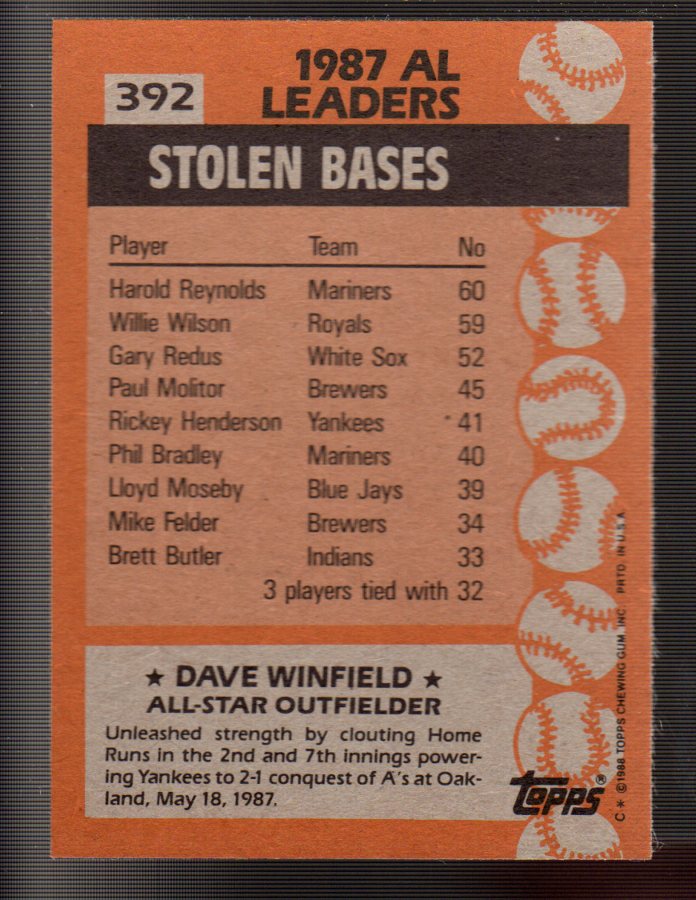 392
1987 AL
LEADERS
STOLEN BASES
Player Team No
Harold Reynolds Mariners 60
Willie Wilson Royals 59
Gary Redus White Sox 52
Paul Molitor Brewers 45
Rickey Henderson Yankees 41
Phil Bradley Mariners 40
Lloyd Moseby Blue Jays 39
Mike Felder Brewers 34
Brett Butler Indians 33
3 players tied with 32
★ DAVE WINFIELD ★
ALL-STAR OUTFIELDER
Unleashed strength by clouting Home
Runs in the 2nd and 7th innings power-
ing Yankees to 2-1 conquest of A's at Oak-
land, May 18, 1987.
topps®
C * ©1988 TOPPS CHEWING GUM, INC. PRTD. IN U.S.A.